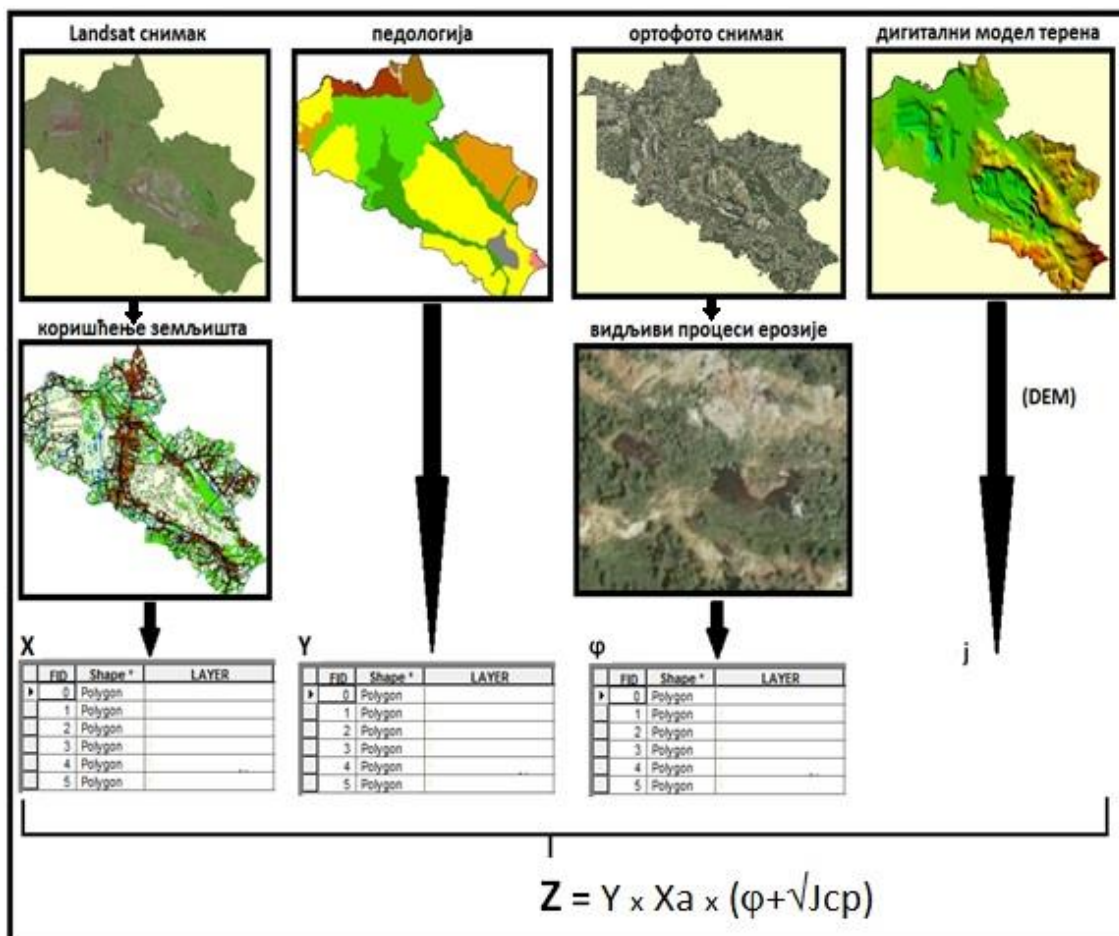 Landsat снимак
педологија
ортофото снимак
дигитални модел терена
коришћење земљишта
видљиви процеси ерозије
(DEM)
X
FID Shape * LAYER
0 Polygon
1 Polygon
2 Polygon
3 Polygon
4 Polygon
5 Polygon
Y
FID Shape * LAYER
0 Polygon
1 Polygon
2 Polygon
3 Polygon
4 Polygon
5 Polygon
φ
FID Shape * LAYER
0 Polygon
1 Polygon
2 Polygon
3 Polygon
4 Polygon
5 Polygon
j
Z = Y x Xa x (φ+√Jcp)